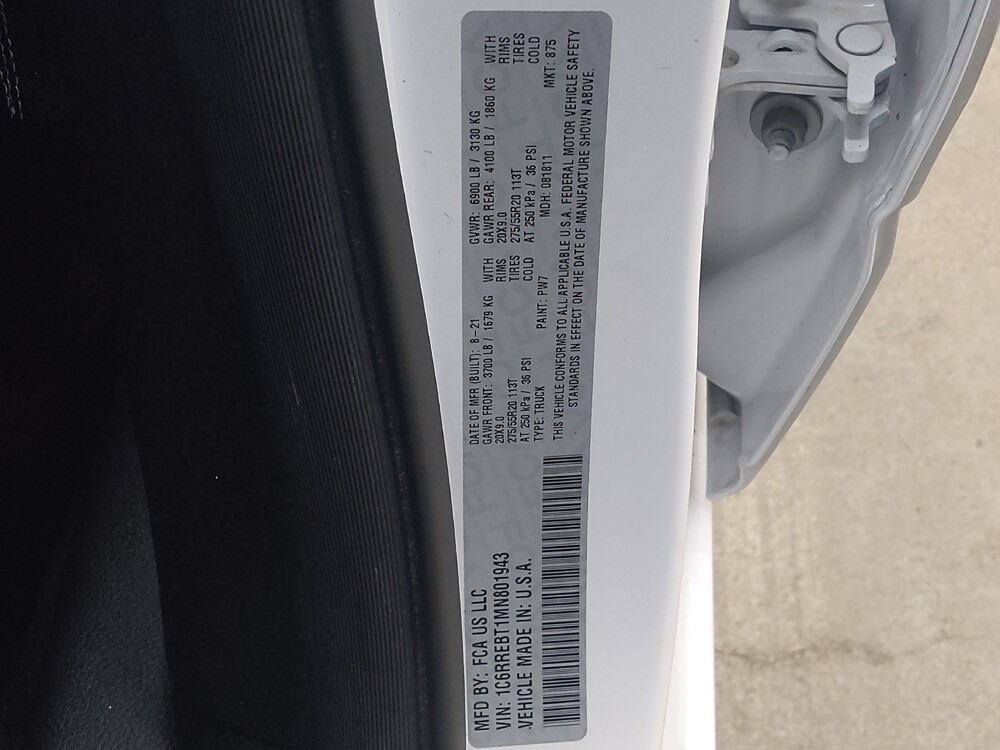 MFD BY: FCA US LLC
VIN: 1C6RREBT1MN801943
VEHICLE MADE IN: U.S.A.
DATE OF MFR (BUILT): 8-21
GVWR: 6900 LB / 3130 KG
GAWR FRONT: 3700 LB / 1679 KG WITH
GAWR REAR: 4100 LB / 1860 KG WITH
20X9.0 RIMS
20X9.0 RIMS
275/55R20 113T TIRES
275/55R20 113T TIRES
AT 250 kPa / 36 PSI COLD
AT 250 kPa / 36 PSI COLD
TYPE: TRUCK PAINT: PW7 MDH: 081811 MKT: 875
THIS VEHICLE CONFORMS TO ALL APPLICABLE U.S.A. FEDERAL MOTOR VEHICLE SAFETY
STANDARDS IN EFFECT ON THE DATE OF MANUFACTURE SHOWN ABOVE.